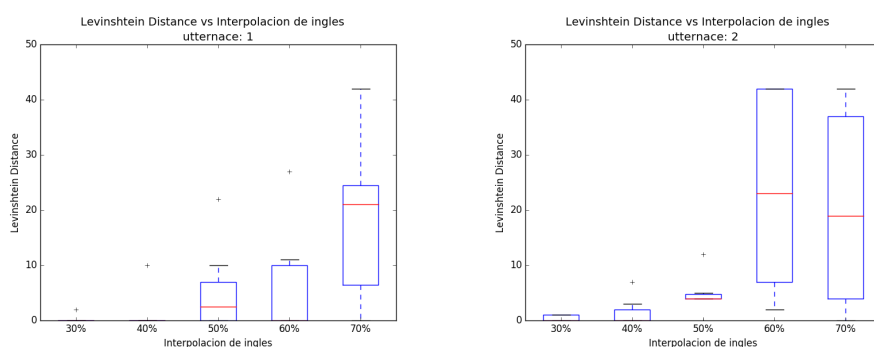 Levinshtein Distance vs Interpolacion de ingles
utternace: 1
50
40
30
20
10
0
Levinshtein Distance
30% 40% 50% 60% 70%
Interpolacion de ingles
Levinshtein Distance vs Interpolacion de ingles
utternace: 2
50
40
30
20
10
0
Levinshtein Distance
30% 40% 50% 60% 70%
Interpolacion de ingles